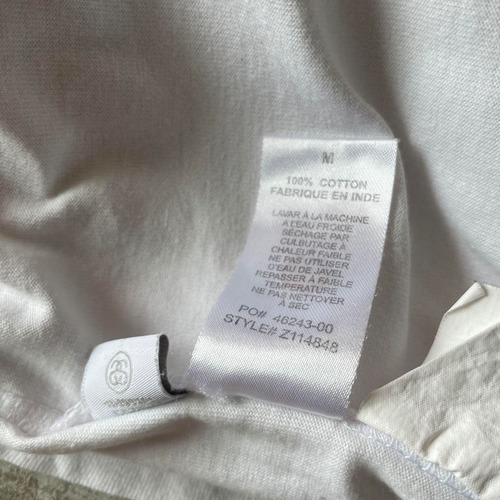 M
100% COTTON
FABRIQUE EN INDE
LAVAR À LA MACHINE
A L'EAU FROIDE
SÉCHAGE PAR
CULBUTAGE À
CHALEUR FAIBLE
NE PAS UTILISER
D'EAU DE JAVEL
REPASSER À FAIBLE
TEMPERATURE
NE PAS NETTOYER
À SEC
PO# 46243-00
STYLE# Z114848